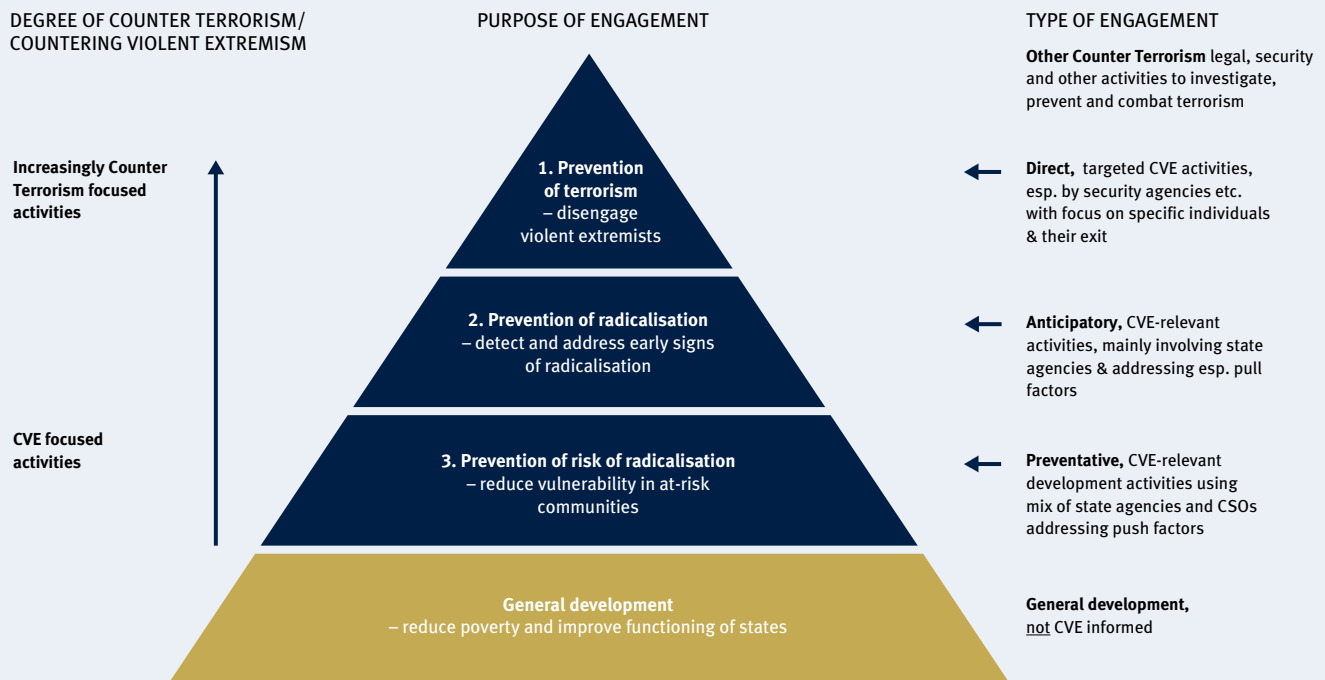 DEGREE OF COUNTER TERRORISM/
COUNTERING VIOLENT EXTREMISM
Increasingly Counter
Terrorism focused
activities
CVE focused
activities
PURPOSE OF ENGAGEMENT
1. Prevention
of terrorism
– disengage
violent extremists
2. Prevention of radicalisation
– detect and address early signs
of radicalisation
3. Prevention of risk of radicalisation
– reduce vulnerability in at-risk
communities
General development
– reduce poverty and improve functioning of states
TYPE OF ENGAGEMENT
Other Counter Terrorism legal, security
and other activities to investigate,
prevent and combat terrorism
Direct, targeted CVE activities,
esp. by security agencies etc.
with focus on specific individuals
& their exit
Anticipatory, CVE-relevant
activities, mainly involving state
agencies & addressing esp. pull
factors
Preventative, CVE-relevant
development activities using
mix of state agencies and CSOs
addressing push factors
General development,
not CVE informed